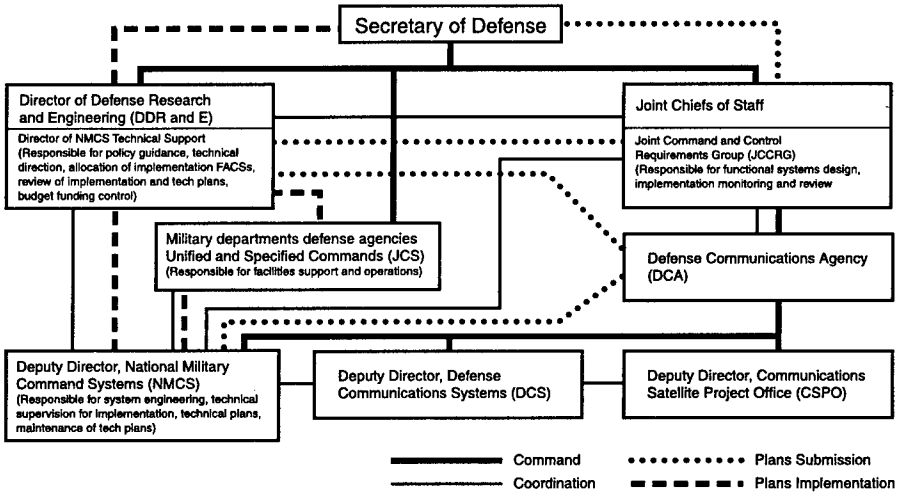 Secretary of Defense
Director of Defense Research
and Engineering (DDR and E)
Director of NMCS Technical Support
(Responsible for policy guidance, technical
direction, allocation of implementation FACSs,
review of implementation and tech plans,
budget funding control)
Joint Chiefs of Staff
Joint Command and Control
Requirements Group (JCCRG)
(Responsible for functional systems design,
implementation monitoring and review
Military departments defense agencies
Unified and Specified Commands (JCS)
(Responsible for facilities support and operations)
Defense Communications Agency
(DCA)
Deputy Director, National Military
Command Systems (NMCS)
(Responsible for system engineering, technical
supervision for implementation, technical plans,
maintenance of tech plans)
Deputy Director, Defense
Communications Systems (DCS)
Deputy Director, Communications
Satellite Project Office (CSPO)
Command
Plans Submission
Coordination
Plans Implementation